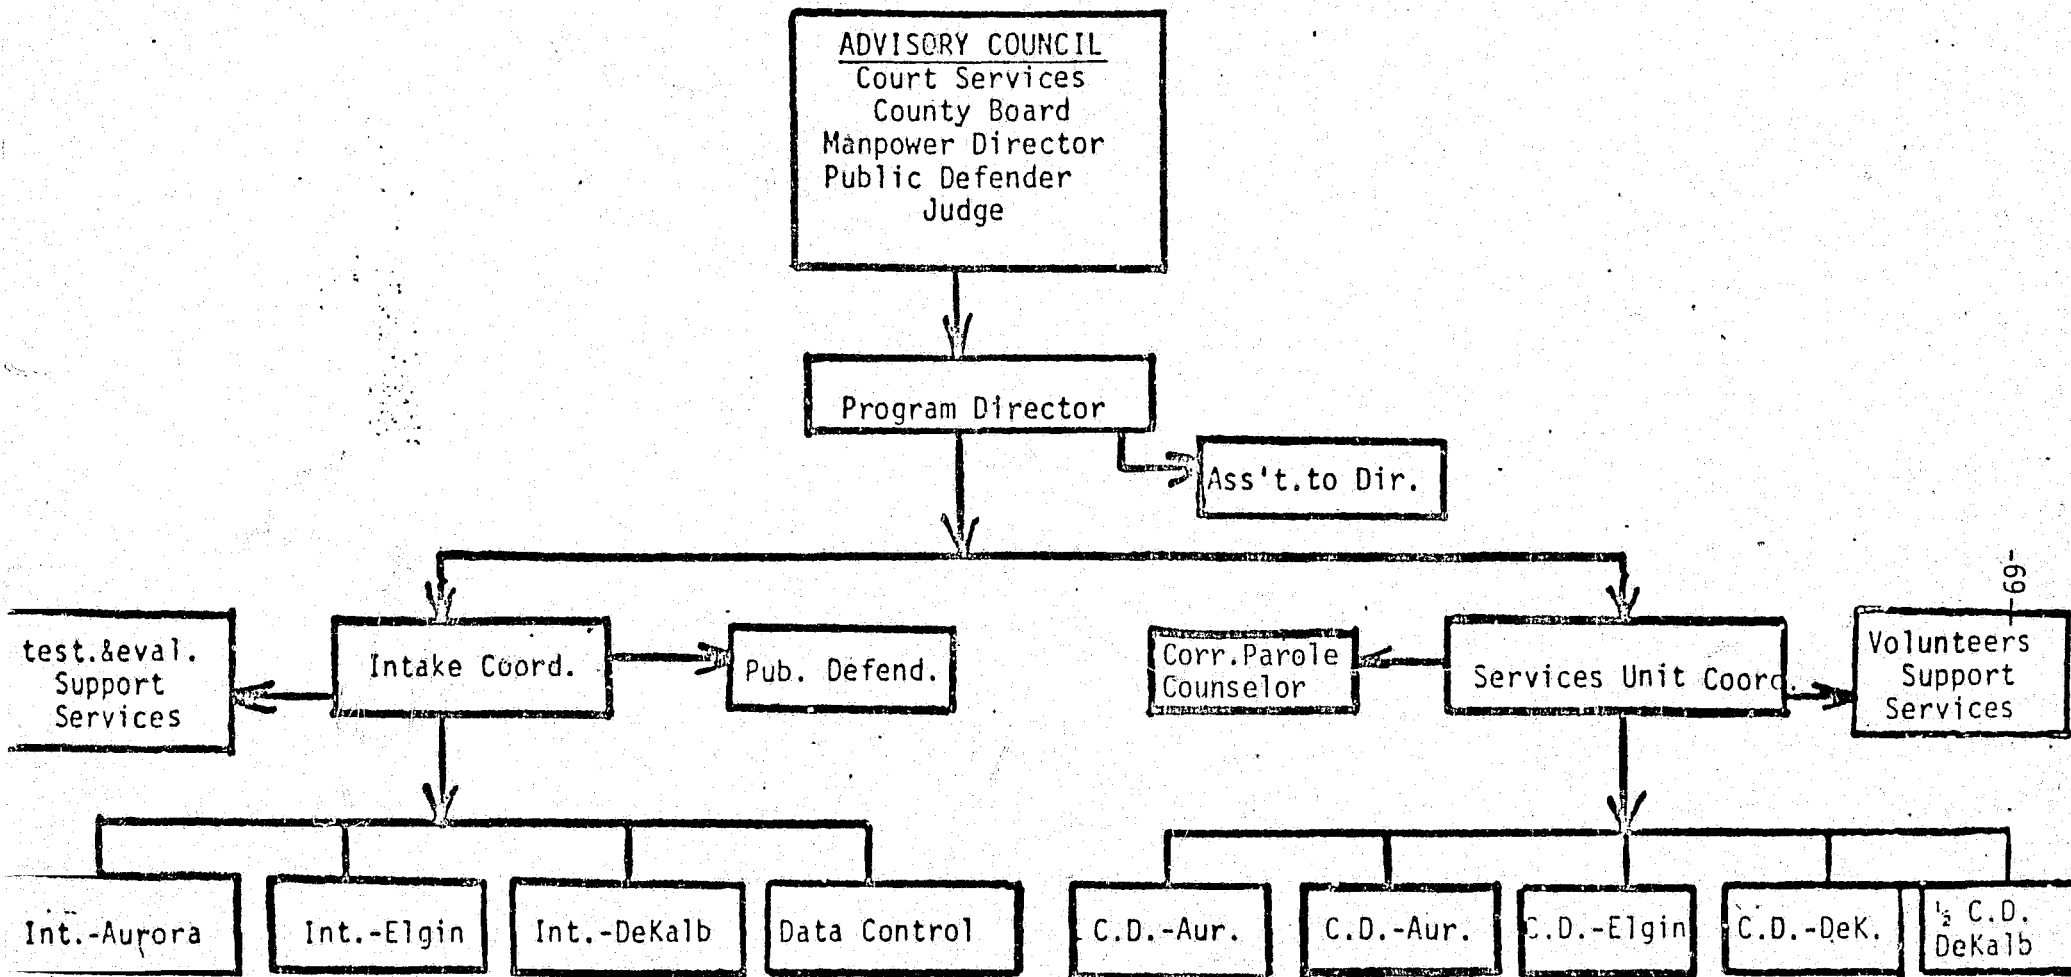 ADVISORY COUNCIL
Court Services
County Board
Manpower Director
Public Defender
Judge
Program Director
Ass't.to Dir.
-69-
test.&eval.
Support
Services
Intake Coord.
Pub. Defend.
Corr.Parole
Counselor
Services Unit Coord.
Volunteers
Support
Services
Int.-Aurora
Int.-Elgin
Int.-DeKalb
Data Control
C.D.-Aur.
C.D.-Aur.
C.D.-Elgin
C.D.-DeK.
½ C.D.
DeKalb